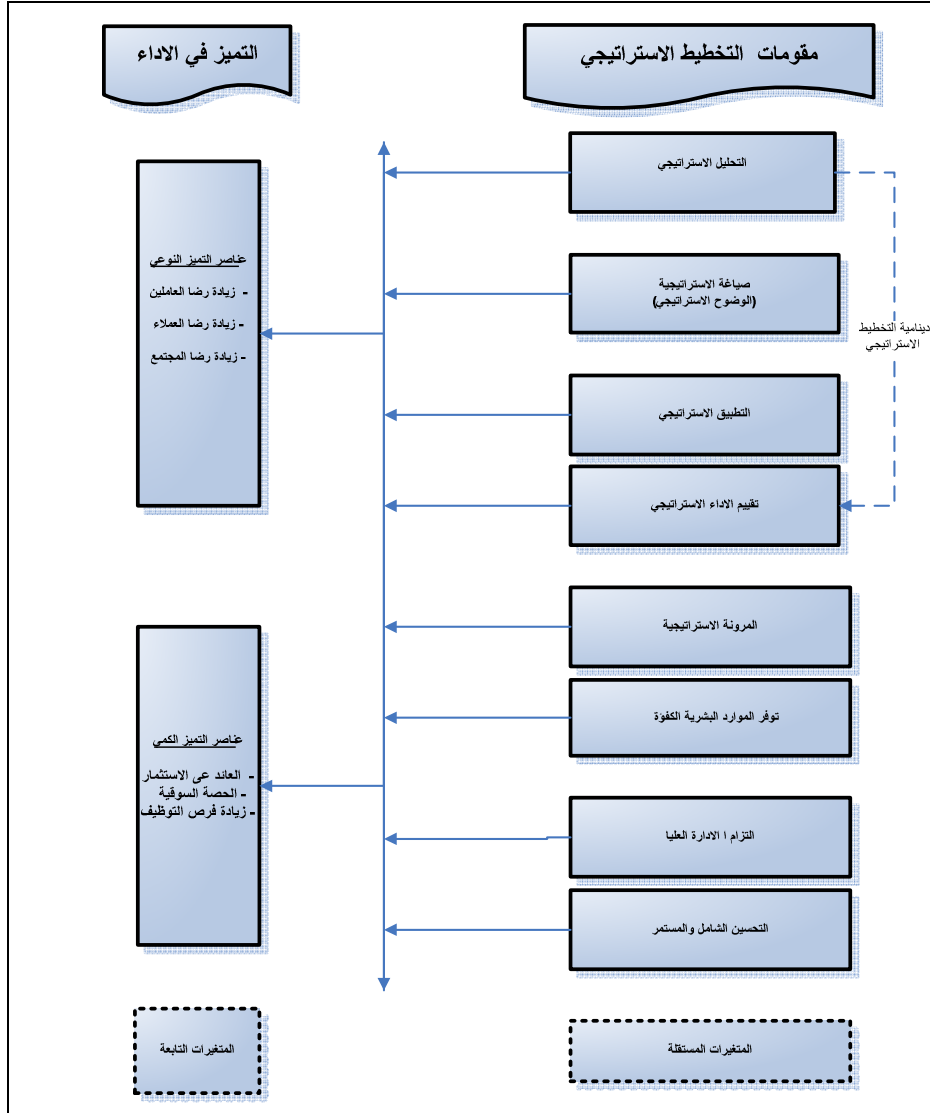 مقومات التخطيط الاستراتيجي
التميز في الاداء
التحليل الاستراتيجي
صياغة الاستراتيجية
(الوضوح الاستراتيجي)
دينامية التخطيط
الاستراتيجي
التطبيق الاستراتيجي
تقييم الاداء الاستراتيجي
المرونة الاستراتيجية
توفر الموارد البشرية الكفؤة
التزام ا الادارة العليا
التحسين الشامل والمستمر
المتغيرات المستقلة
عناصر التميز النوعي
- زيادة رضا العاملين
- زيادة رضا العملاء
- زيادة رضا المجتمع
عناصر التميز الكمي
- العائد عى الاستثمار
- الحصة السوقية
- زيادة فرص التوظيف
المتغيرات التابعة